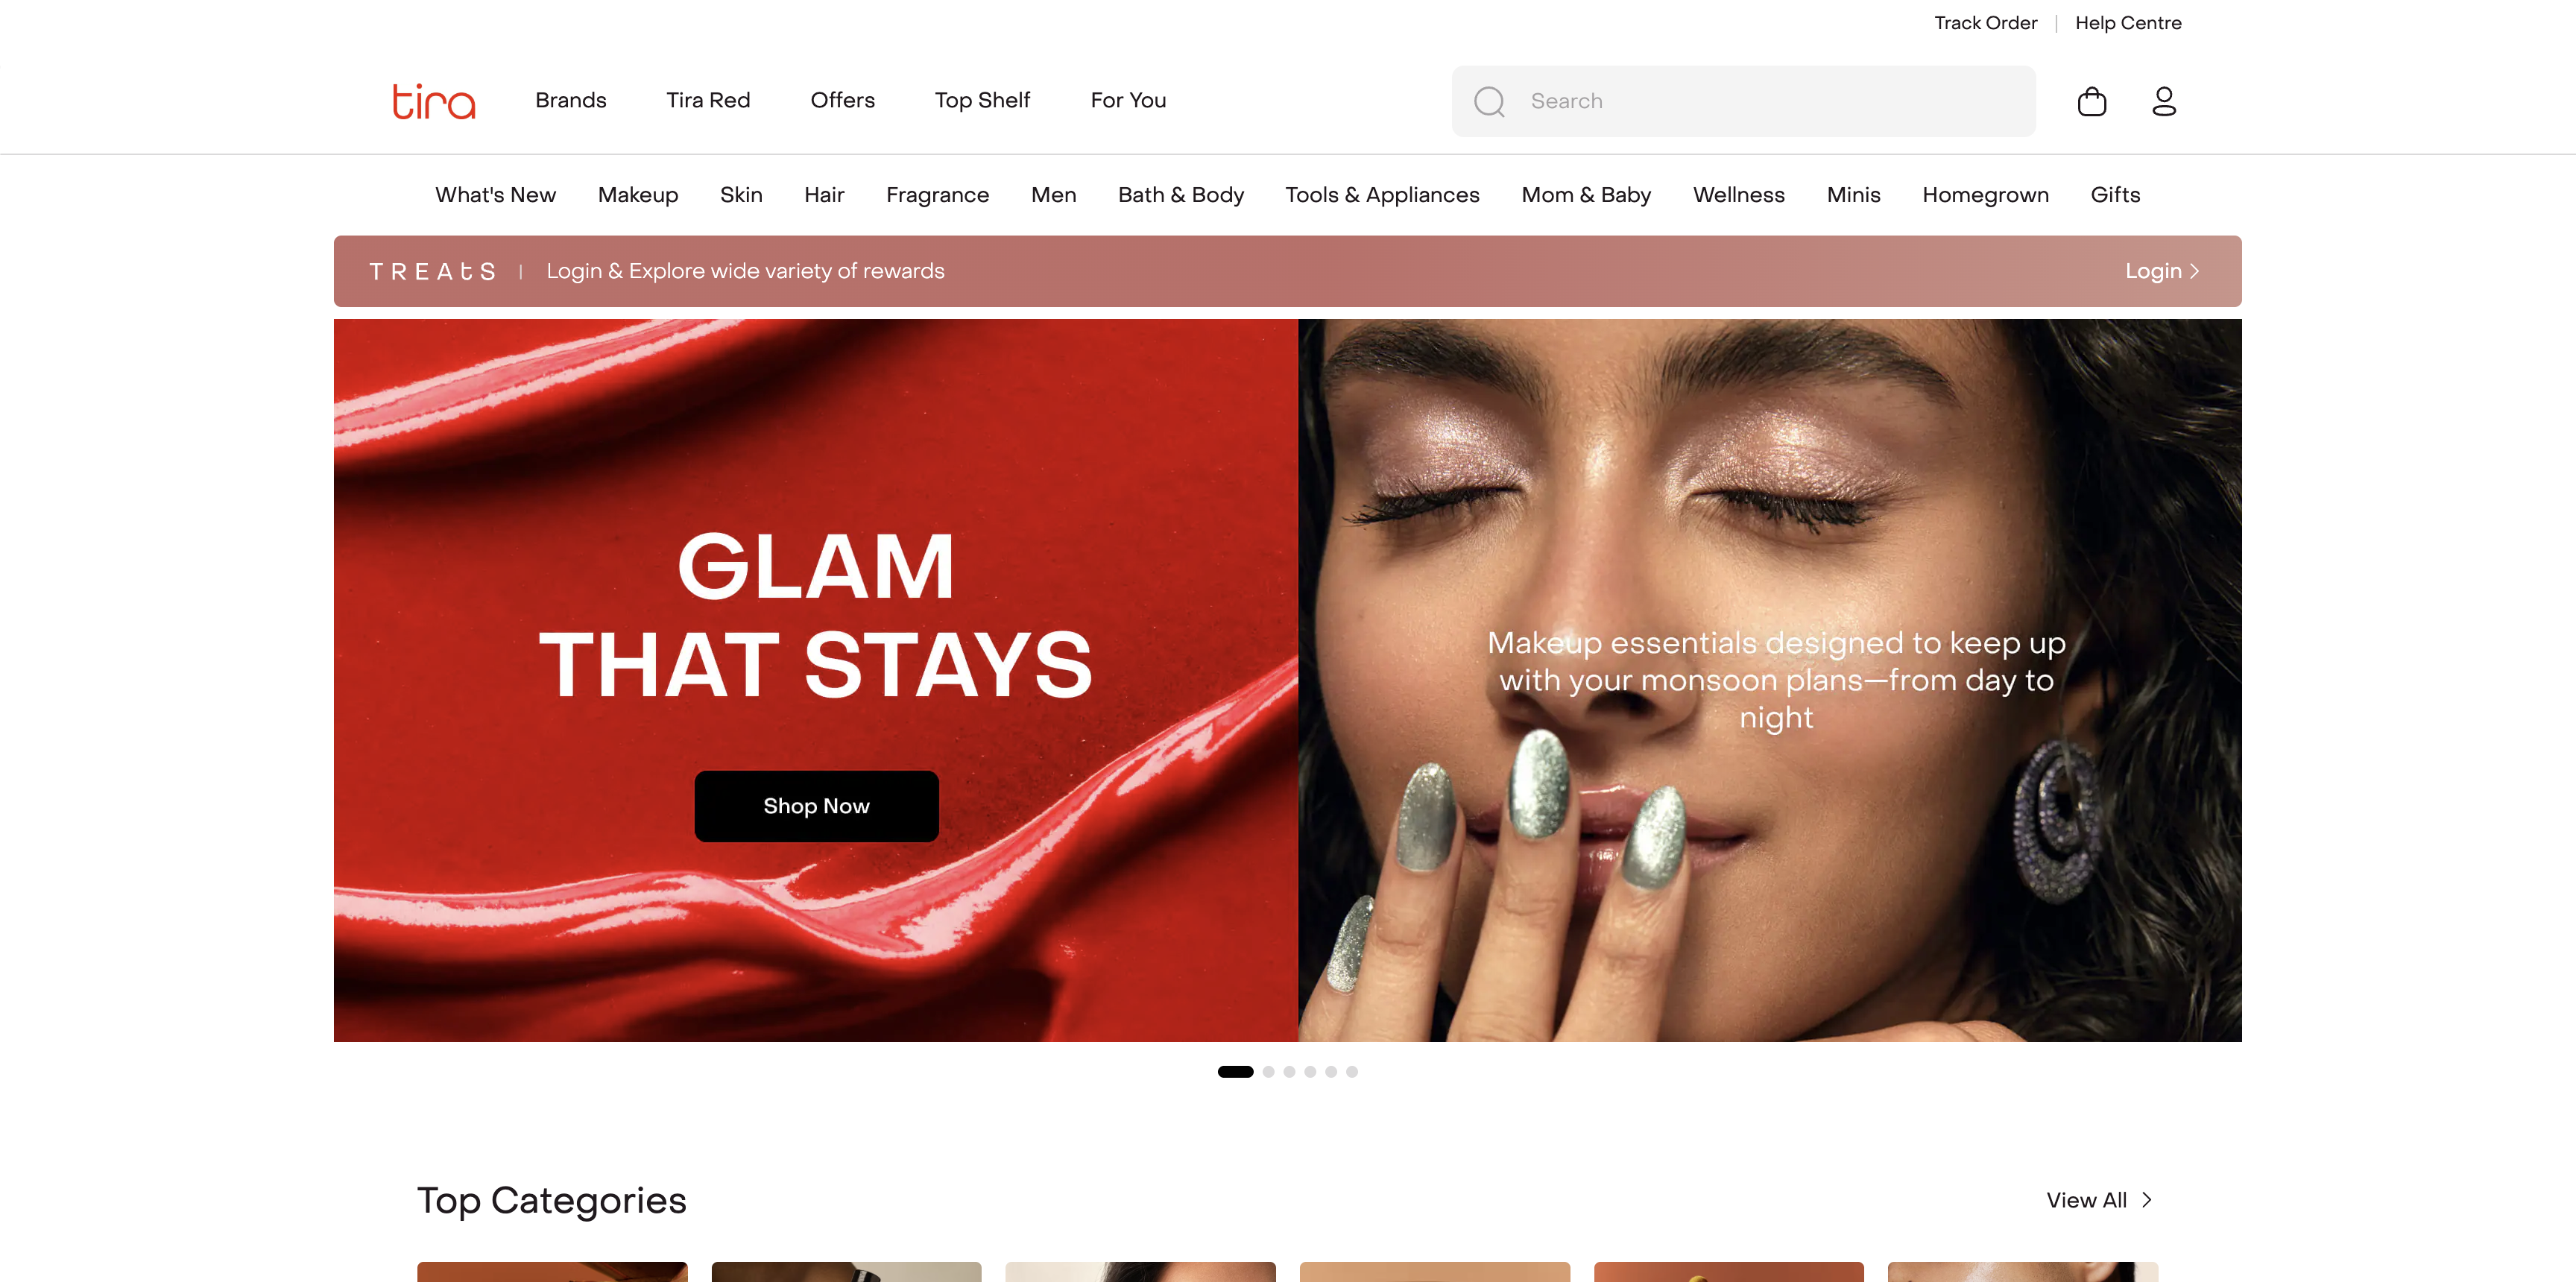 Track Order | Help Centre
tira Brands Tira Red Offers Top Shelf For You Search
What's New Makeup Skin Hair Fragrance Men Bath & Body Tools & Appliances Mom & Baby Wellness Minis Homegrown Gifts
TREAtS | Login & Explore wide variety of rewards Login >
GLAM
THAT STAYS
Shop Now
Makeup essentials designed to keep up
with your monsoon plans—from day to
night
Top Categories View All >